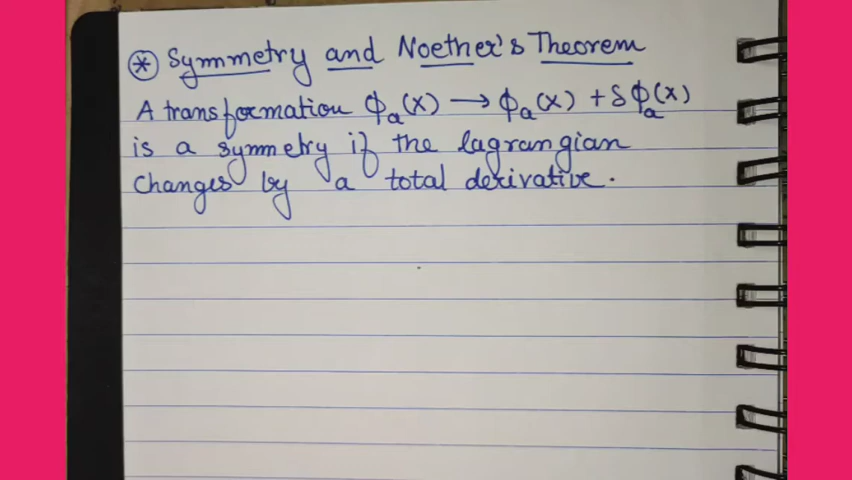 * Symmetry and Noether's Theorem
A transformation ϕₐ(x) → ϕₐ(x) + δϕₐ(x)
is a symmetry if the lagrangian
changes by a total derivative.